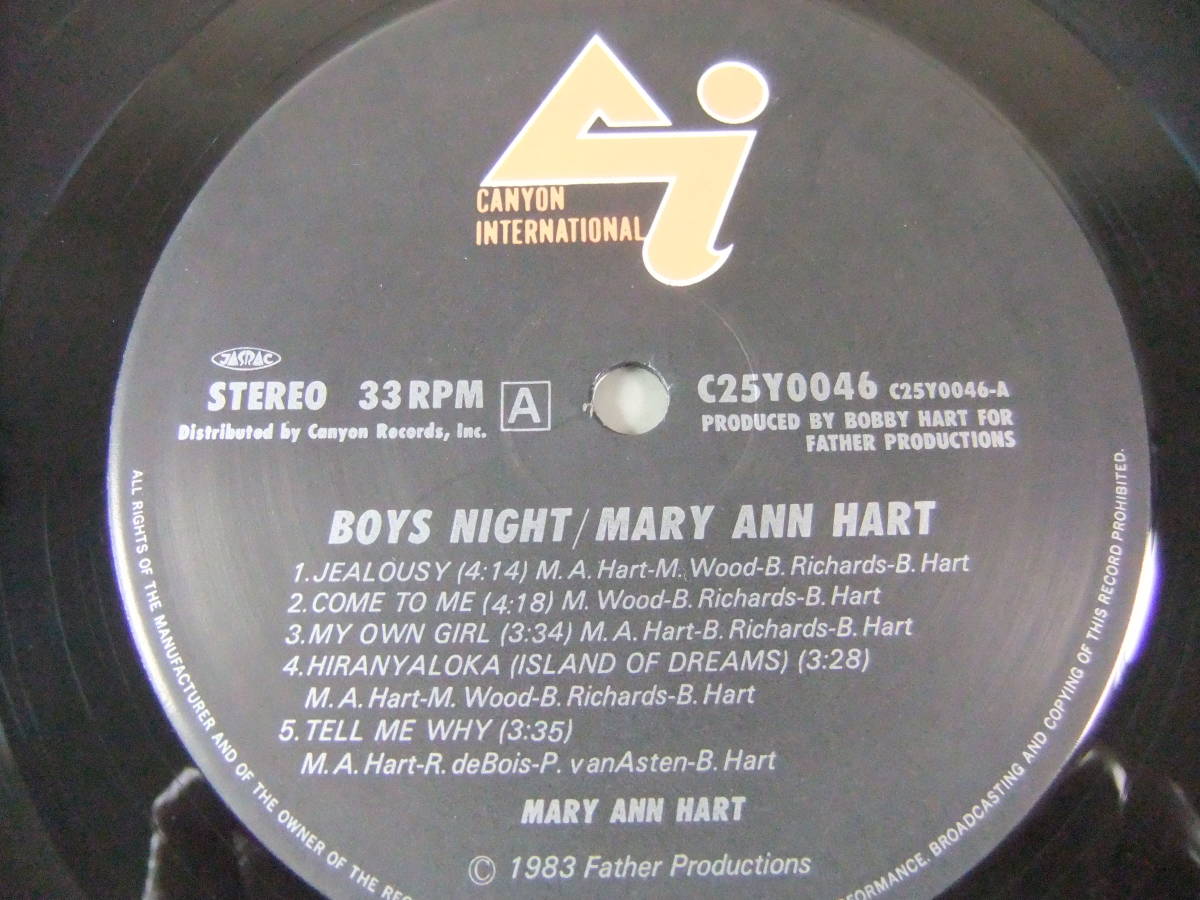 CANYON
INTERNATIONAL
JASRAC
STEREO 33RPM A
Distributed by Canyon Records, Inc.
C25Y0046 C25Y0046-A
PRODUCED BY BOBBY HART FOR
FATHER PRODUCTIONS
BOYS NIGHT/MARY ANN HART
1.JEALOUSY (4:14) M.A.Hart-M.Wood-B.Richards-B.Hart
2.COME TO ME (4:18) M.Wood-B.Richards-B.Hart
3.MY OWN GIRL (3:34) M.A.Hart-B.Richards-B.Hart
4.HIRANYALOKA (ISLAND OF DREAMS) (3:28)
M.A.Hart-M.Wood-B.Richards-B.Hart
5.TELL ME WHY (3:35)
M.A.Hart-R.deBois-P.vanAsten-B.Hart
MARY ANN HART
© 1983 Father Productions
ALL RIGHTS OF THE MANUFACTURER AND OF THE OWNER OF THE
BROADCASTING AND COPYING OF THIS RECORD PROHIBITED.